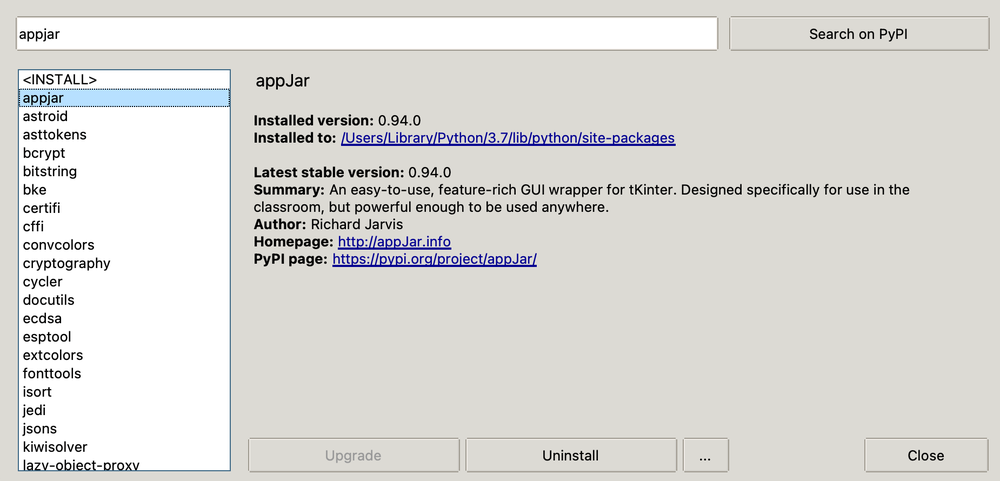 appjar
Search on PyPI
<INSTALL>
appjar
astroid
asttokens
bcrypt
bitstring
bke
certifi
cffi
convcolors
cryptography
cycler
docutils
ecdsa
esptool
extcolors
fonttools
isort
jedi
jsons
kiwisolver
lazy-object-proxy
appJar
Installed version: 0.94.0
Installed to: /Users/Library/Python/3.7/lib/python/site-packages
Latest stable version: 0.94.0
Summary: An easy-to-use, feature-rich GUI wrapper for tKinter. Designed specifically for use in the
classroom, but powerful enough to be used anywhere.
Author: Richard Jarvis
Homepage: http://appJar.info
PyPI page: https://pypi.org/project/appJar/
Upgrade
Uninstall
...
Close